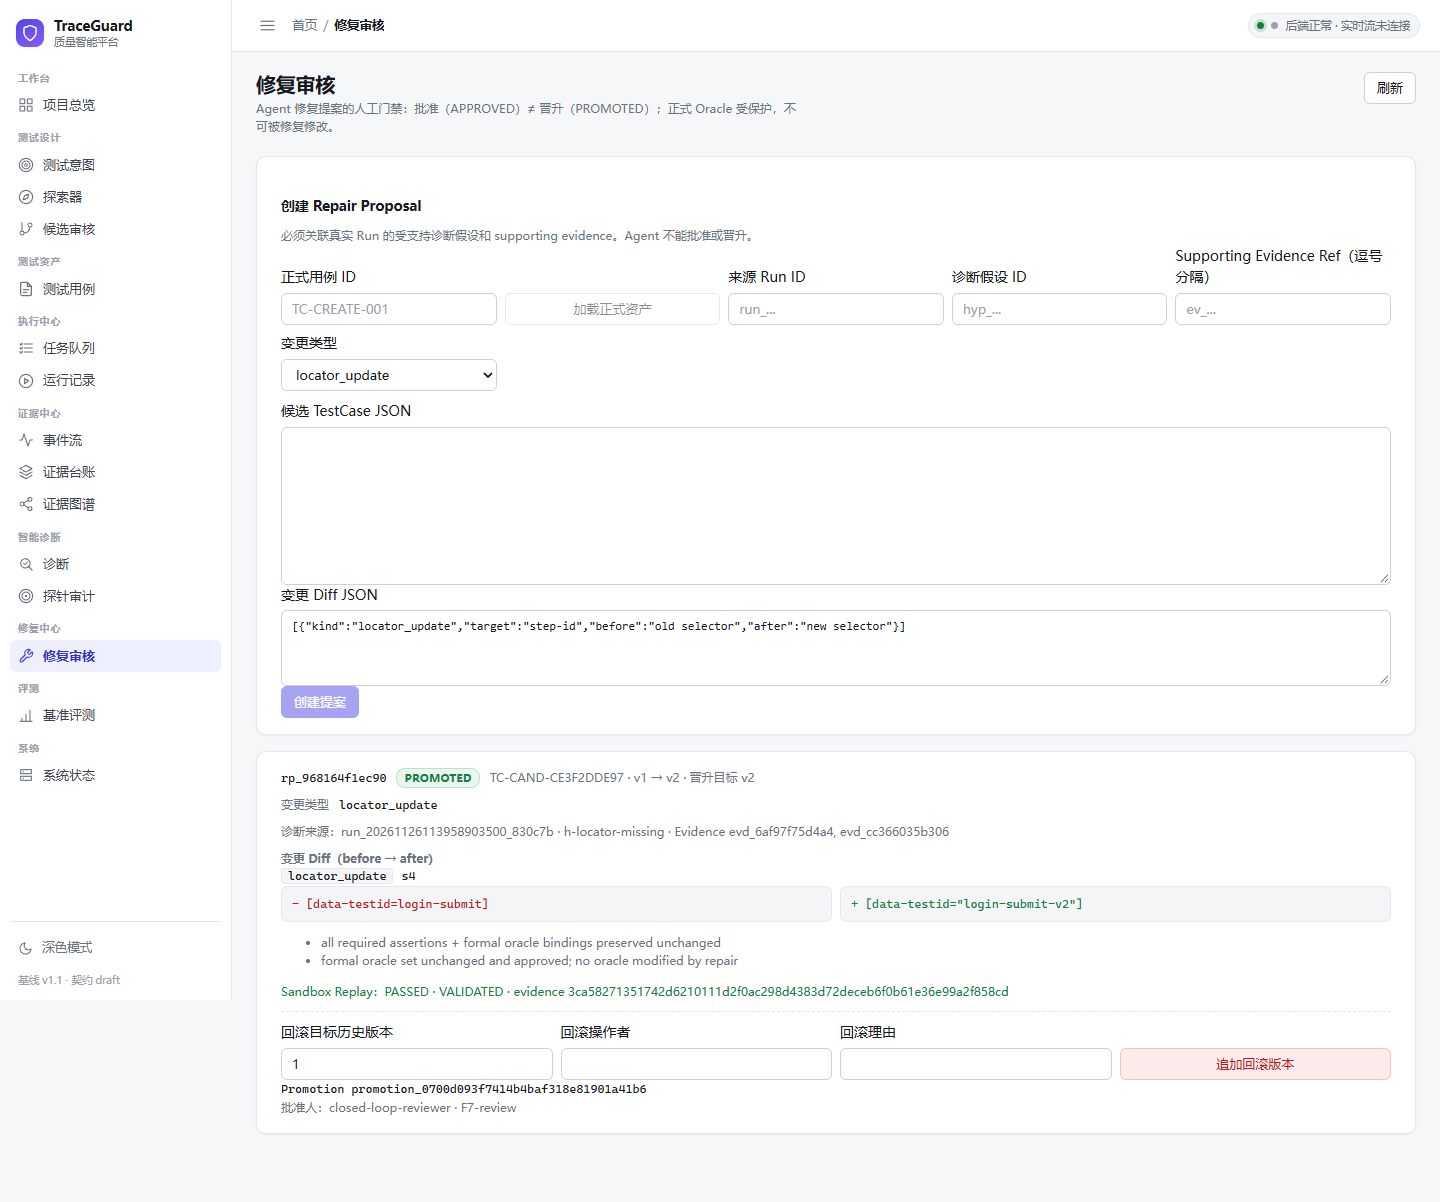 TraceGuard
质量智能平台
工作台
项目总览
测试设计
测试意图
探索器
候选审核
测试资产
测试用例
执行中心
任务队列
运行记录
证据中心
事件流
证据台账
证据图谱
智能诊断
诊断
探针审计
修复中心
修复审核
评测
基准评测
系统
系统状态
深色模式
基线 v1.1 · 契约 draft
首页 / 修复审核
后端正常 · 实时流未连接
修复审核
Agent 修复提案的人工门禁：批准（APPROVED）≠ 晋升（PROMOTED）；正式 Oracle 受保护，不
可被修复修改。
刷新
创建 Repair Proposal
必须关联真实 Run 的受支持诊断假设和 supporting evidence。Agent 不能批准或晋升。
正式用例 ID
来源 Run ID
诊断假设 ID
Supporting Evidence Ref（逗号
分隔）
TC-CREATE-001
加载正式资产
run_...
hyp_...
ev_...
变更类型
locator_update
候选 TestCase JSON
变更 Diff JSON
[{"kind":"locator_update","target":"step-id","before":"old selector","after":"new selector"}]
创建提案
rp_968164f1ec90 PROMOTED TC-CAND-CE3F2DDE97 · v1 → v2 · 晋升目标 v2
变更类型 locator_update
诊断来源：run_20261126113958903500_830c7b · h-locator-missing · Evidence evd_6af97f75d4a4, evd_cc366035b306
变更 Diff（before → after）
locator_update s4
- [data-testid=login-submit]
+ [data-testid="login-submit-v2"]
• all required assertions + formal oracle bindings preserved unchanged
• formal oracle set unchanged and approved; no oracle modified by repair
Sandbox Replay：PASSED · VALIDATED · evidence 3ca58271351742d6210111d2f0ac298d4383d72deceb6f0b61e36e99a2f858cd
回滚目标历史版本
回滚操作者
回滚理由
1
追加回滚版本
Promotion promotion_0700d093f7414b4baf318e81901a41b6
批准人：closed-loop-reviewer · F7-review